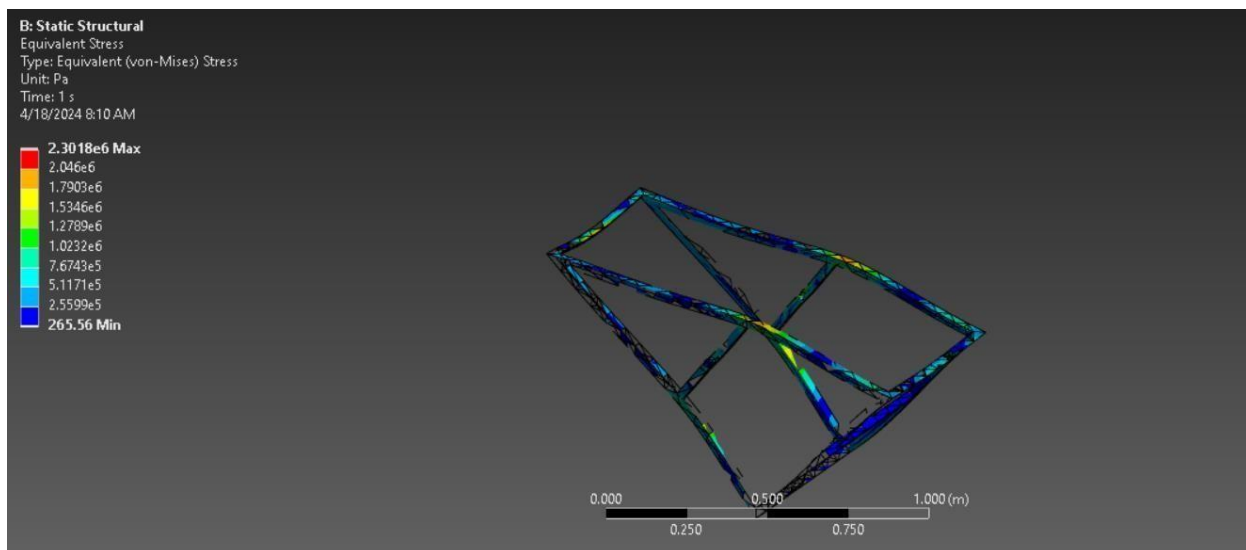 B: Static Structural
Equivalent Stress
Type: Equivalent (von-Mises) Stress
Unit: Pa
Time: 1 s
4/18/2024 8:10 AM
2.3018e6 Max
2.046e6
1.7903e6
1.5346e6
1.2789e6
1.0232e6
7.6743e5
5.1171e5
2.5599e5
265.56 Min
0.000 0.500 1.000 (m)
0.250 0.750